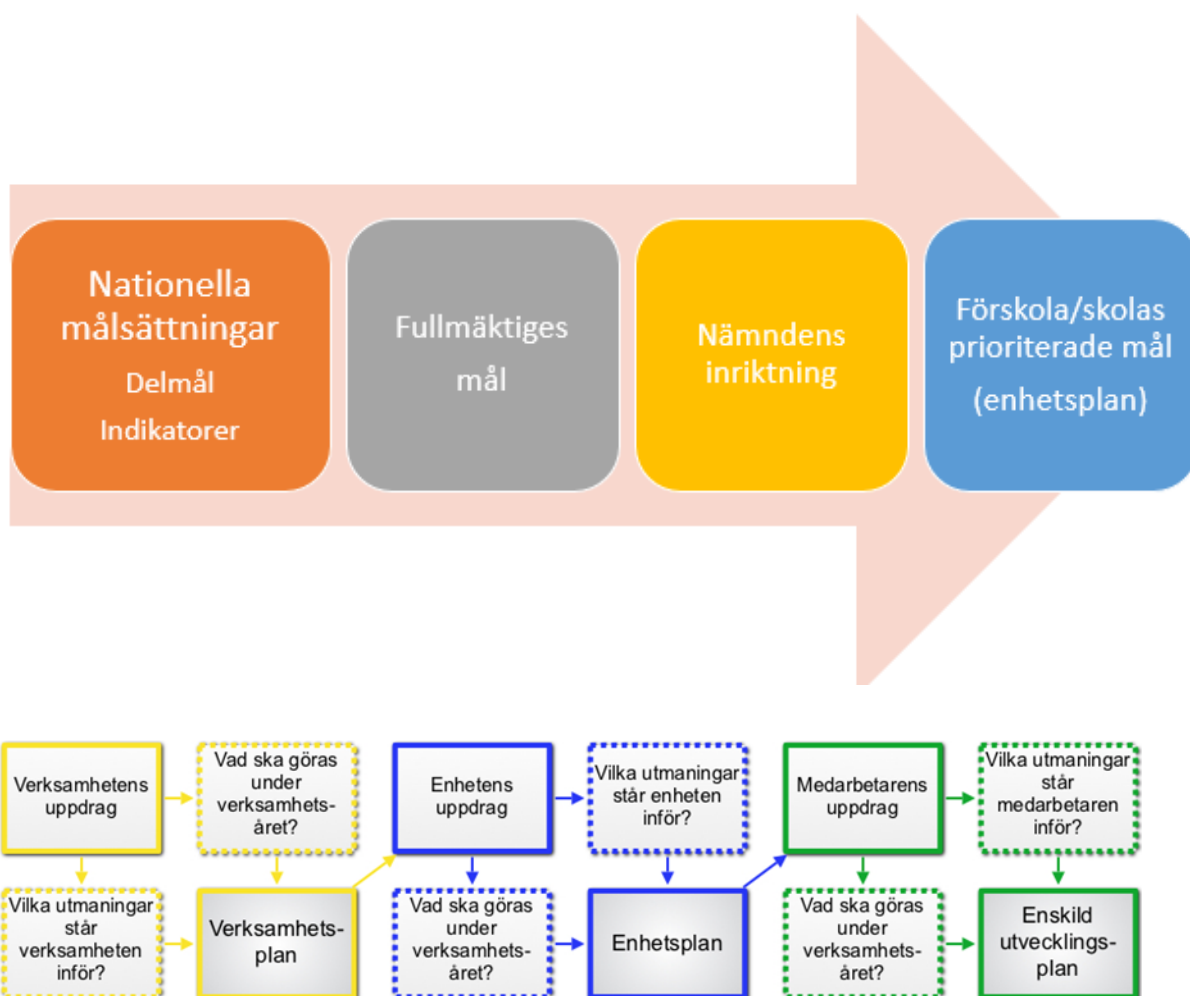 Nationella
målsättningar
Delmål
Indikatorer
Fullmäktiges
mål
Nämndens
inriktning
Förskola/skolas
prioriterade mål
(enhetsplan)
Verksamhetens
uppdrag
Vad ska göras
under
verksamhets-
året?
Enhetens
uppdrag
Vilka utmaningar
står enheten
inför?
Medarbetarens
uppdrag
Vilka utmaningar
står
medarbetaren
inför?
Vilka utmaningar
står
verksamheten
inför?
Verksamhets-
plan
Vad ska göras
under
verksamhets-
året?
Enhetsplan
Vad ska göras
under
verksamhets-
året?
Enskild
utvecklings-
plan